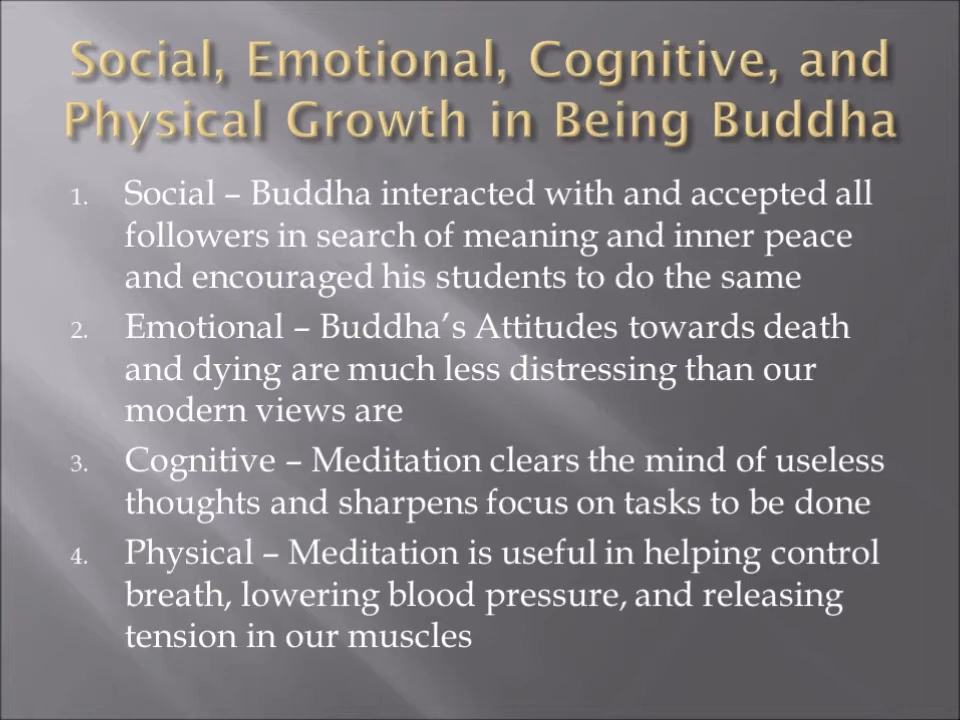 Social, Emotional, Cognitive, and
Physical Growth in Being Buddha
1. Social – Buddha interacted with and accepted all
followers in search of meaning and inner peace
and encouraged his students to do the same
2. Emotional – Buddha’s Attitudes towards death
and dying are much less distressing than our
modern views are
3. Cognitive – Meditation clears the mind of useless
thoughts and sharpens focus on tasks to be done
4. Physical – Meditation is useful in helping control
breath, lowering blood pressure, and releasing
tension in our muscles